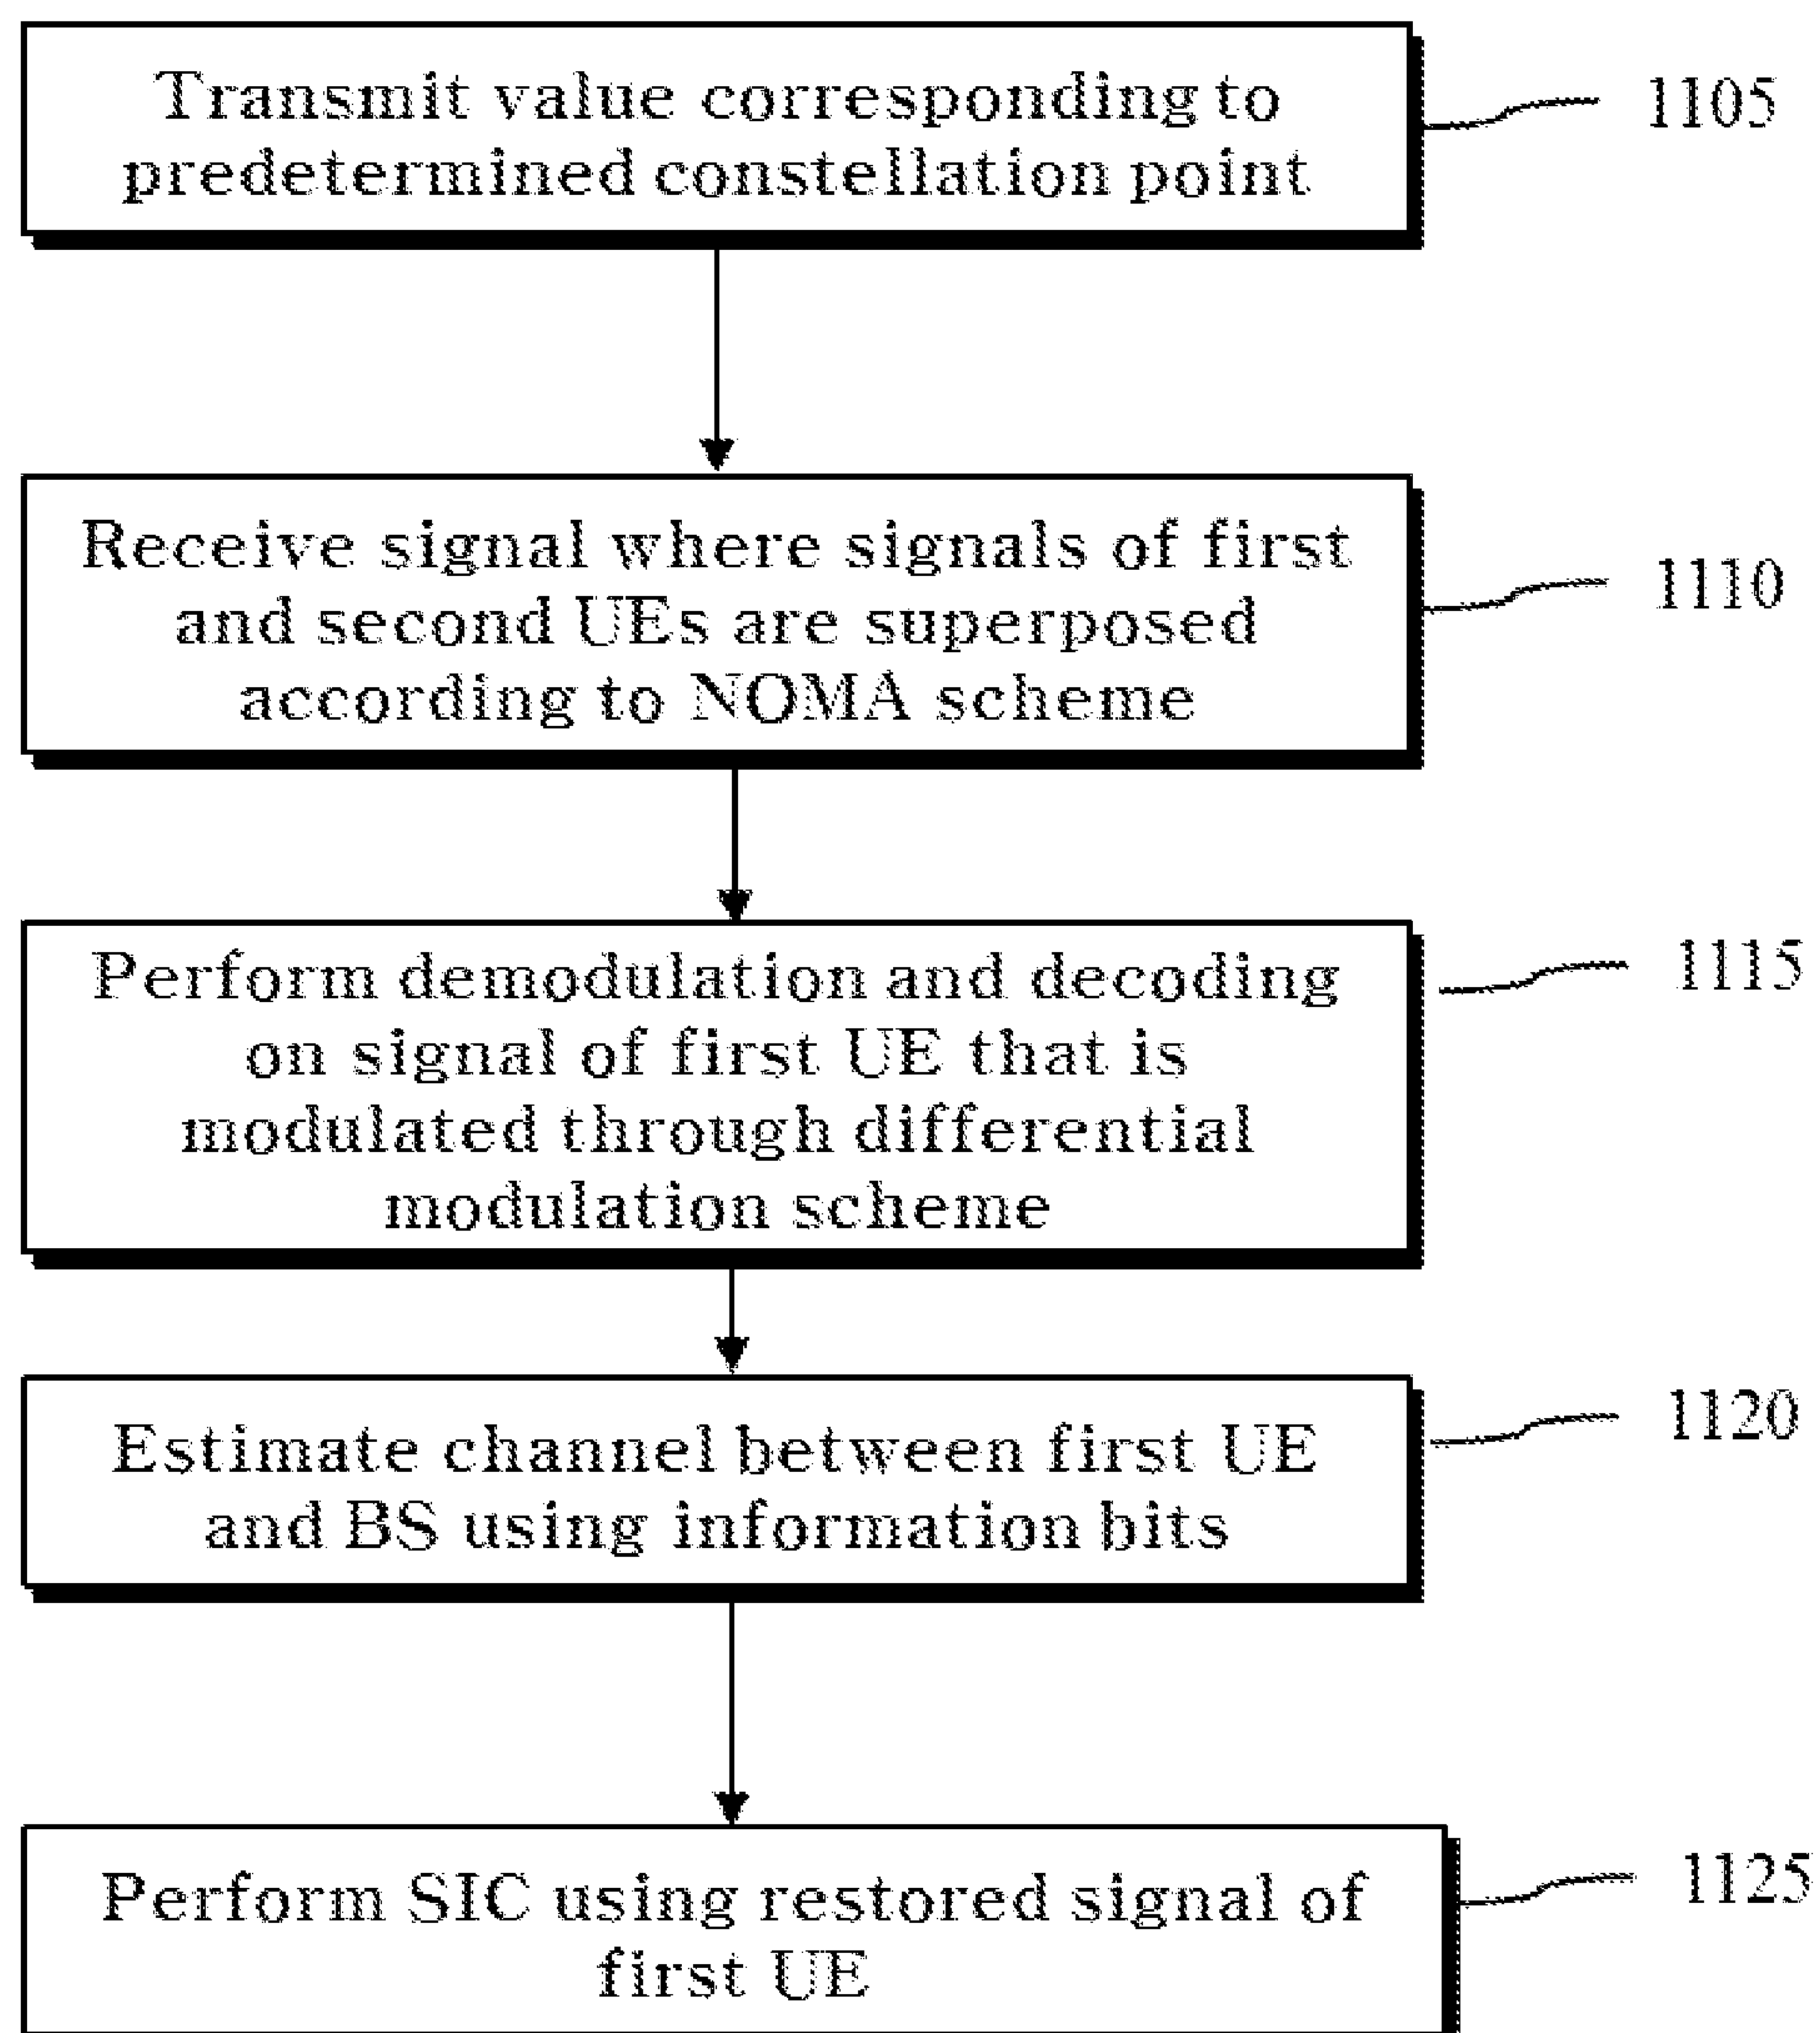 Transmit value corresponding to
predetermined constellation point
1105
Receive signal where signals of first
and second UEs are superposed
according to NOMA scheme
1110
Perform demodulation and decoding
on signal of first UE that is
modulated through differential
modulation scheme
1115
Estimate channel between first UE
and BS using information bits
1120
Perform SIC using restored signal of
first UE
1125